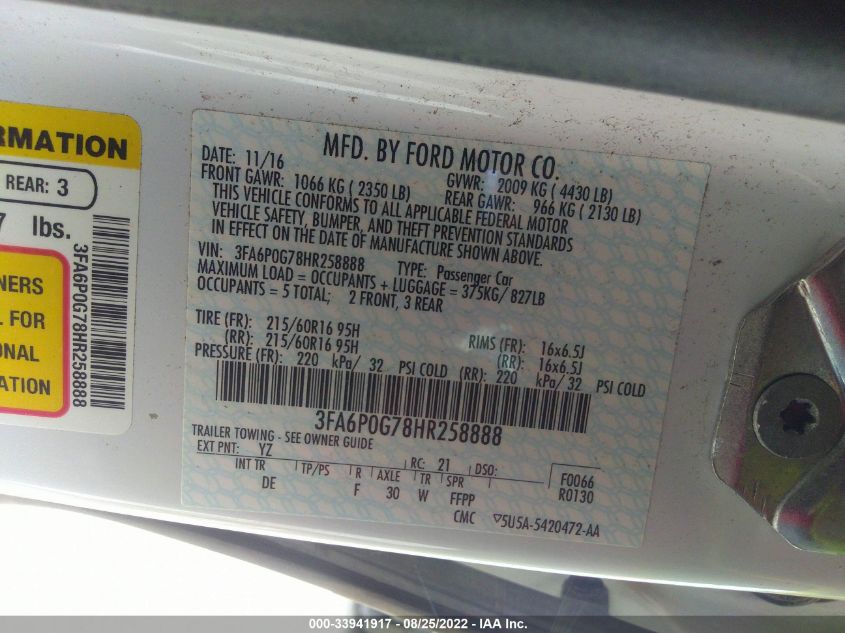 RMATION
REAR: 3
7 lbs.
3FA6P0G78HR258888
NERS
L FOR
ONAL
ATION
MFD. BY FORD MOTOR CO.
DATE: 11/16
GVWR: 2009 KG ( 4430 LB)
FRONT GAWR: 1066 KG ( 2350 LB)
REAR GAWR: 966 KG ( 2130 LB)
THIS VEHICLE CONFORMS TO ALL APPLICABLE FEDERAL MOTOR
VEHICLE SAFETY, BUMPER, AND THEFT PREVENTION STANDARDS
IN EFFECT ON THE DATE OF MANUFACTURE SHOWN ABOVE.
VIN: 3FA6P0G78HR258888 TYPE: Passenger Car
MAXIMUM LOAD = OCCUPANTS + LUGGAGE = 375KG/ 827LB
OCCUPANTS = 5 TOTAL; 2 FRONT, 3 REAR
TIRE (FR): 215/60R16 95H RIMS (FR): 16x6.5J
(RR): 215/60R16 95H (RR): 16x6.5J
PRESSURE (FR): 220 kPa/ 32 PSI COLD (RR): 220 kPa/ 32 PSI COLD
3FA6P0G78HR258888
TRAILER TOWING - SEE OWNER GUIDE
EXT PNT: YZ RC: 21 DSO:
INT TR TP/PS R AXLE TR SPR F0066
DE F 30 W FFPP R0130
CMC ▽5U5A-5420472-AA
000-33941917 - 08/25/2022 - IAA Inc.